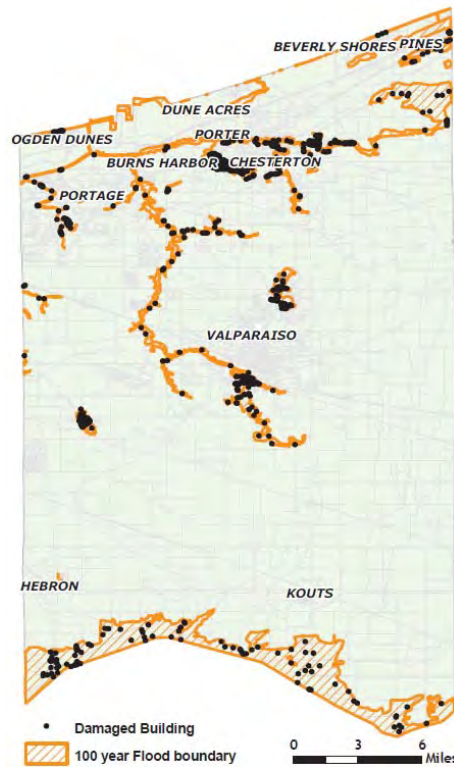 BEVERLY SHORES PINES
DUNE ACRES
OGDEN DUNES
PORTER
BURNS HARBOR CHESTERTON
PORTAGE
VALPARAISO
HEBRON
KOUTS
Damaged Building
100 year Flood boundary
0 3 6
Miles